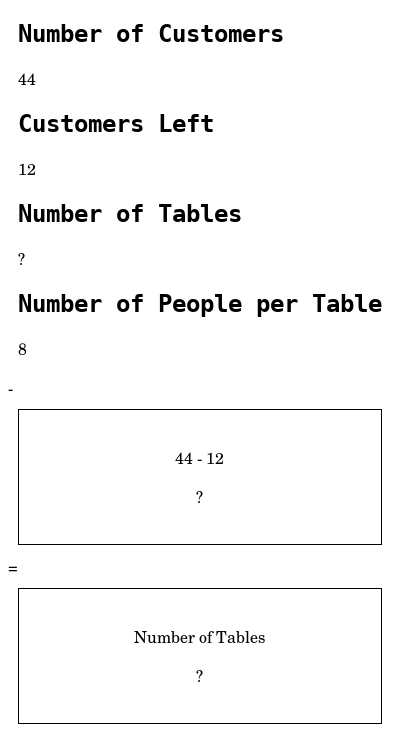 Number of Customers
44
Customers Left
12
Number of Tables
?
Number of People per Table
8
-
44 - 12
?
=
Number of Tables
?